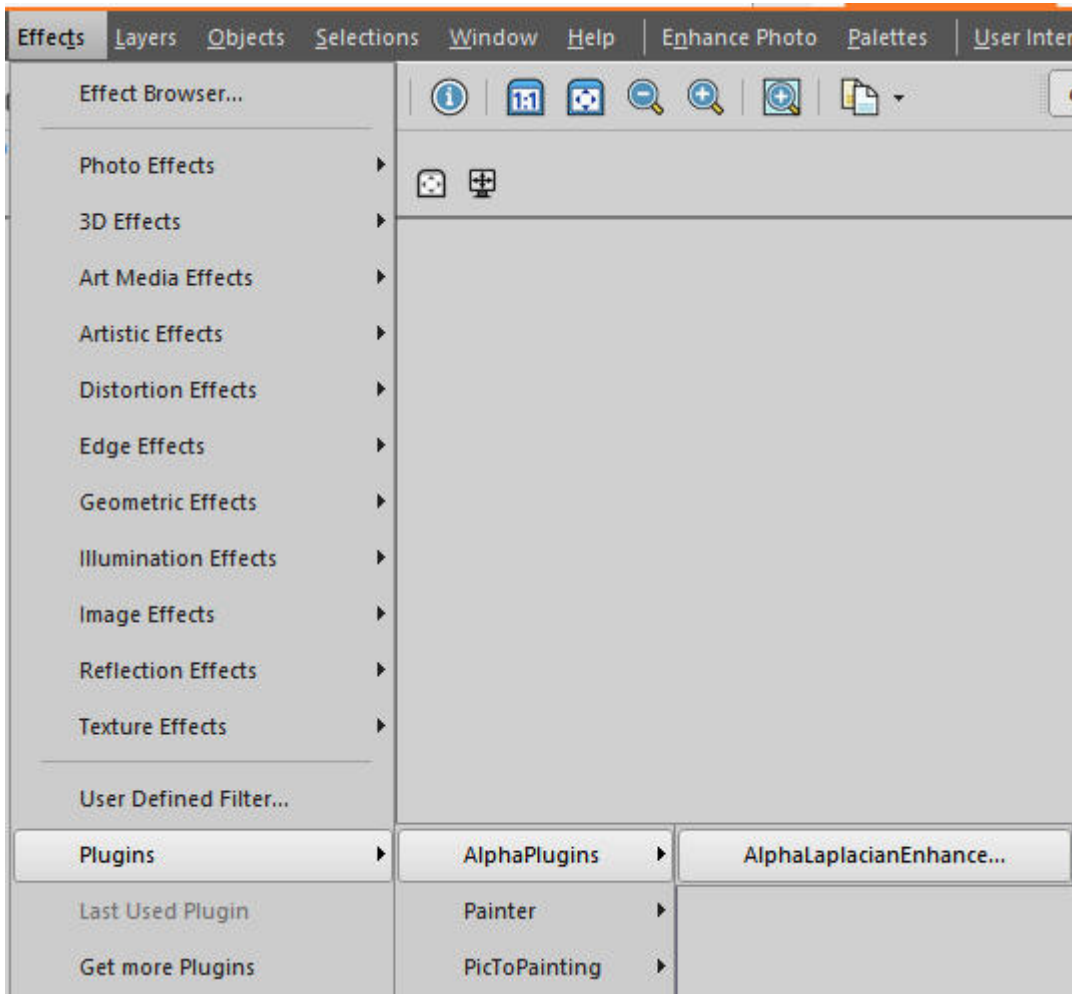 Effects Layers Objects Selections Window Help Enhance Photo Palettes User Inter
Effect Browser...
1:1
Photo Effects
3D Effects
Art Media Effects
Artistic Effects
Distortion Effects
Edge Effects
Geometric Effects
Illumination Effects
Image Effects
Reflection Effects
Texture Effects
User Defined Filter...
Plugins AlphaPlugins AlphaLaplacianEnhance...
Last Used Plugin Painter
Get more Plugins PicToPainting